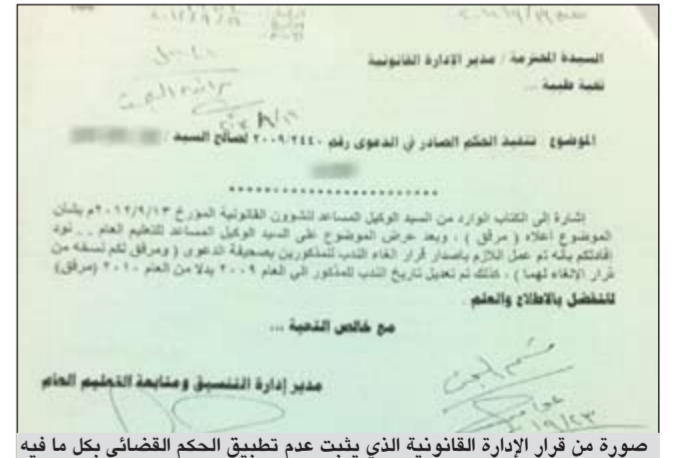 السيدة المحترمة / مدير الإدارة القانونية
تحية طيبة ...
الموضوع : تنفيذ الحكم الصادر في الدعوى رقم ٢٠٠٩/٢٤٤٠ لصالح السيد /
************************
إشارة إلى الكتاب الوارد من السيد الوكيل المساعد للشؤون القانونية المؤرخ ٢٠١٢/٩/١٣م بشأن
الموضوع أعلاه ( مرفق ) ، وبعد عرض الموضوع على السيد الوكيل المساعد للتعليم العام .. نود
إفادتكم بأنه تم عمل اللازم بإصدار قرار الغاء الندب للمذكورين بصحيفة الدعوى ( ومرفق لكم نسخه من
قرار الإلغاء لهما ) ، كذلك تم تعديل تاريخ الندب للمذكور الي العام ٢٠٠٩ بدلا من العام ٢٠١٠ (مرفق)
للتفضل بالاطلاع والعلم .
مع خالص التحية ...
مدير إدارة التنسيق ومتابعة التعليم العام
صورة من قرار الإدارة القانونية الذي يثبت عدم تطبيق الحكم القضائي بكل ما فيه